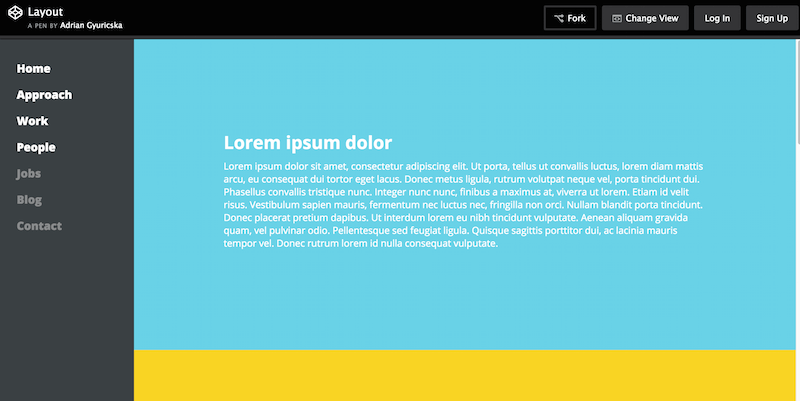 Layout
A PEN BY Adrian Gyuricska
Fork
Change View
Log In
Sign Up
Home
Approach
Work
People
Jobs
Blog
Contact
Lorem ipsum dolor
Lorem ipsum dolor sit amet, consectetur adipiscing elit. Ut porta, tellus ut convallis luctus, lorem diam mattis
arcu, eu consequat dui tortor eget lacus. Donec metus ligula, rutrum volutpat neque vel, porta tincidunt dui.
Phasellus convallis tristique nunc. Integer nunc nunc, finibus a maximus at, viverra ut lorem. Etiam id velit
risus. Vestibulum sapien mauris, fermentum nec luctus nec, fringilla non orci. Nullam blandit porta tincidunt.
Donec placerat pretium dapibus. Ut interdum lorem eu nibh tincidunt vulputate. Aenean aliquam gravida
quam, vel pulvinar odio. Pellentesque sed feugiat ligula. Quisque sagittis porttitor dui, ac lacinia mauris
tempor vel. Donec rutrum lorem id nulla consequat vulputate.